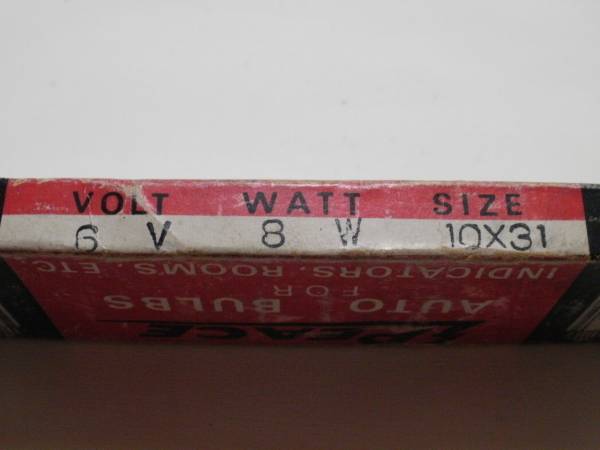 VOLT WATT SIZE
6 V 8 W 10X31
INDICATORS, ROOMS, ETC.
FOR
AUTO BULBS